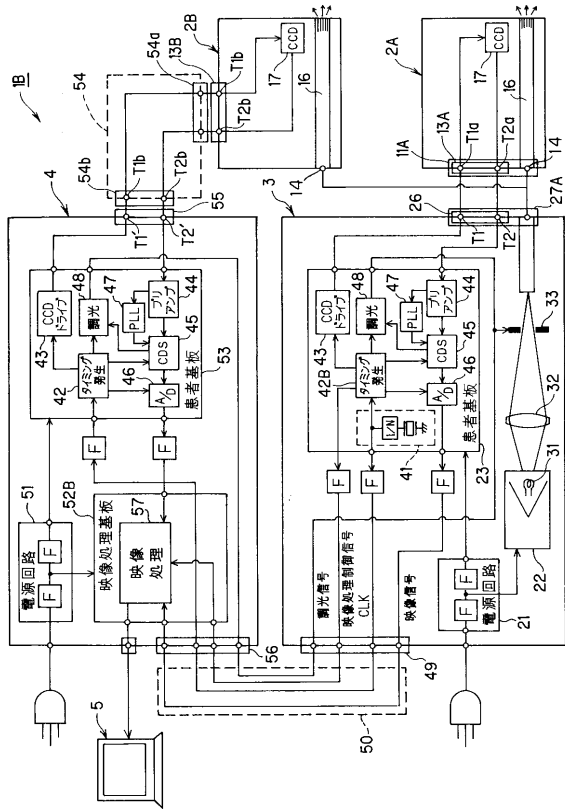 1B
54
54a
13B
2B
54b
T1b
T1b
T2b
T2b
CCD
17
16
14
4
55
T1'
T2'
43
CCD
ドライブ
調光
48
47
PLL
プリ
アンプ
44
42
タイミング
発生
CDS
45
46
A/D
患者基板
53
F
F
51
電源回路
F
F
52B
映像処理基板
映像
処理
57
56
5
50
3
26
27A
11A
13A
2A
T1a
T2a
CCD
17
16
14
T1
T2
43
CCD
ドライブ
調光
48
47
PLL
プリ
アンプ
44
42B
タイミング
発生
CDS
45
46
A/D
1/N
41
患者基板
23
F
F
F
調光信号
映像処理制御信号
CLK
映像信号
49
電源回路
F
F
21
22
31
32
33